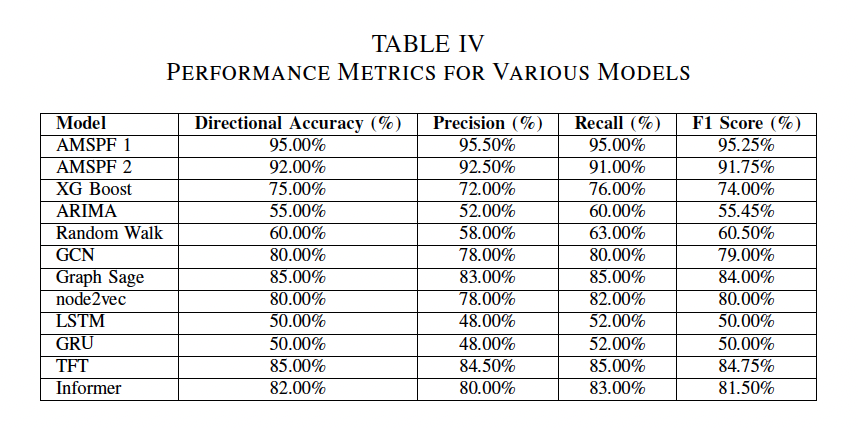 TABLE IV
PERFORMANCE METRICS FOR VARIOUS MODELS
Model Directional Accuracy (%) Precision (%) Recall (%) F1 Score (%)
AMSPF 1 95.00% 95.50% 95.00% 95.25%
AMSPF 2 92.00% 92.50% 91.00% 91.75%
XG Boost 75.00% 72.00% 76.00% 74.00%
ARIMA 55.00% 52.00% 60.00% 55.45%
Random Walk 60.00% 58.00% 63.00% 60.50%
GCN 80.00% 78.00% 80.00% 79.00%
Graph Sage 85.00% 83.00% 85.00% 84.00%
node2vec 80.00% 78.00% 82.00% 80.00%
LSTM 50.00% 48.00% 52.00% 50.00%
GRU 50.00% 48.00% 52.00% 50.00%
TFT 85.00% 84.50% 85.00% 84.75%
Informer 82.00% 80.00% 83.00% 81.50%